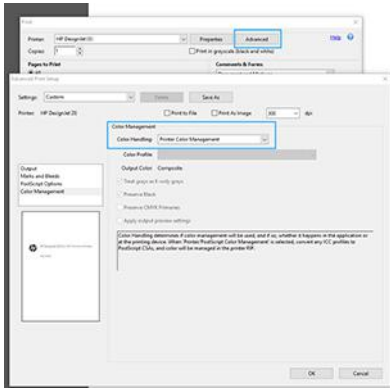 Print
Printer: HP DesignJet Properties Advanced Help
Copies: 1 Print in grayscale (black and white)
Pages to Print Comments & Forms
Advanced Print Setup
Settings: Custom Delete Save As
Printer: HP DesignJet Print to File Print As Image 300 dpi
Color Management
Color Handling: Printer Color Management
Color Profile:
Output Color: Composite
Output
Marks and Bleeds
PostScript Options
Color Management
Treat grays as K-only grays
Preserve Black
Preserve CMYK Primaries
Apply output preview settings
Color Handling determines if color management will be used, and if so, whether it happens in the application or
at the printing device. When 'Printer PostScript Color Management' is selected, convert any ICC profiles to
PostScript CSAs, and color will be managed in the printer RIP.
OK Cancel